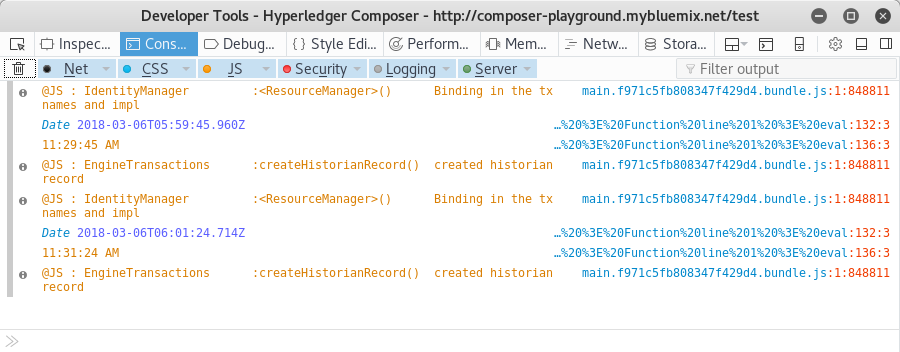 Developer Tools - Hyperledger Composer - http://composer-playground.mybluemix.net/test
Inspec... Cons... Debug... Style Edi... Perform... Mem... Netw... Stora...
Net CSS JS Security Logging Server Filter output
@JS : IdentityManager :<ResourceManager>() Binding in the tx main.f971c5fb808347f429d4.bundle.js:1:848811
names and impl
Date 2018-03-06T05:59:45.960Z …%20%3E%20Function%20line%201%20%3E%20eval:132:3
11:29:45 AM …%20%3E%20Function%20line%201%20%3E%20eval:136:3
@JS : EngineTransactions :createHistorianRecord() created historian main.f971c5fb808347f429d4.bundle.js:1:848811
record
@JS : IdentityManager :<ResourceManager>() Binding in the tx main.f971c5fb808347f429d4.bundle.js:1:848811
names and impl
Date 2018-03-06T06:01:24.714Z …%20%3E%20Function%20line%201%20%3E%20eval:132:3
11:31:24 AM …%20%3E%20Function%20line%201%20%3E%20eval:136:3
@JS : EngineTransactions :createHistorianRecord() created historian main.f971c5fb808347f429d4.bundle.js:1:848811
record